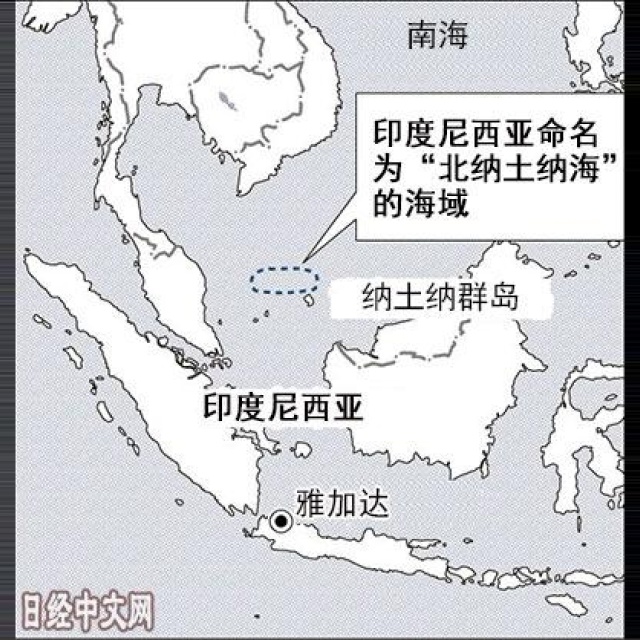 南海
印度尼西亚命名
为“北纳土纳海”
的海域
纳土纳群岛
印度尼西亚
雅加达
日经中文网